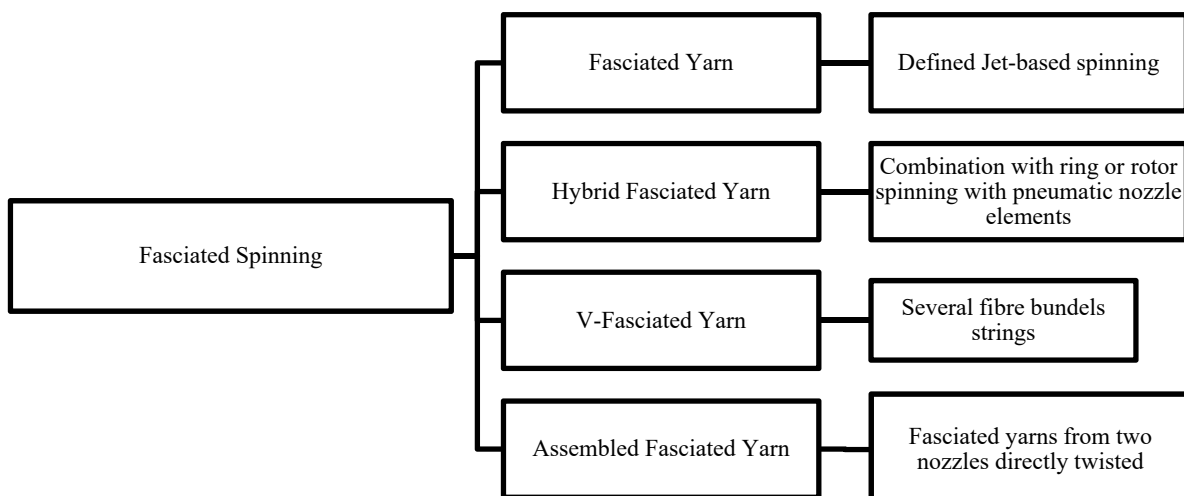 Fasciated Spinning
Fasciated Yarn
Defined Jet-based spinning
Hybrid Fasciated Yarn
Combination with ring or rotor
spinning with pneumatic nozzle
elements
V-Fasciated Yarn
Several fibre bundels
strings
Assembled Fasciated Yarn
Fasciated yarns from two
nozzles directly twisted